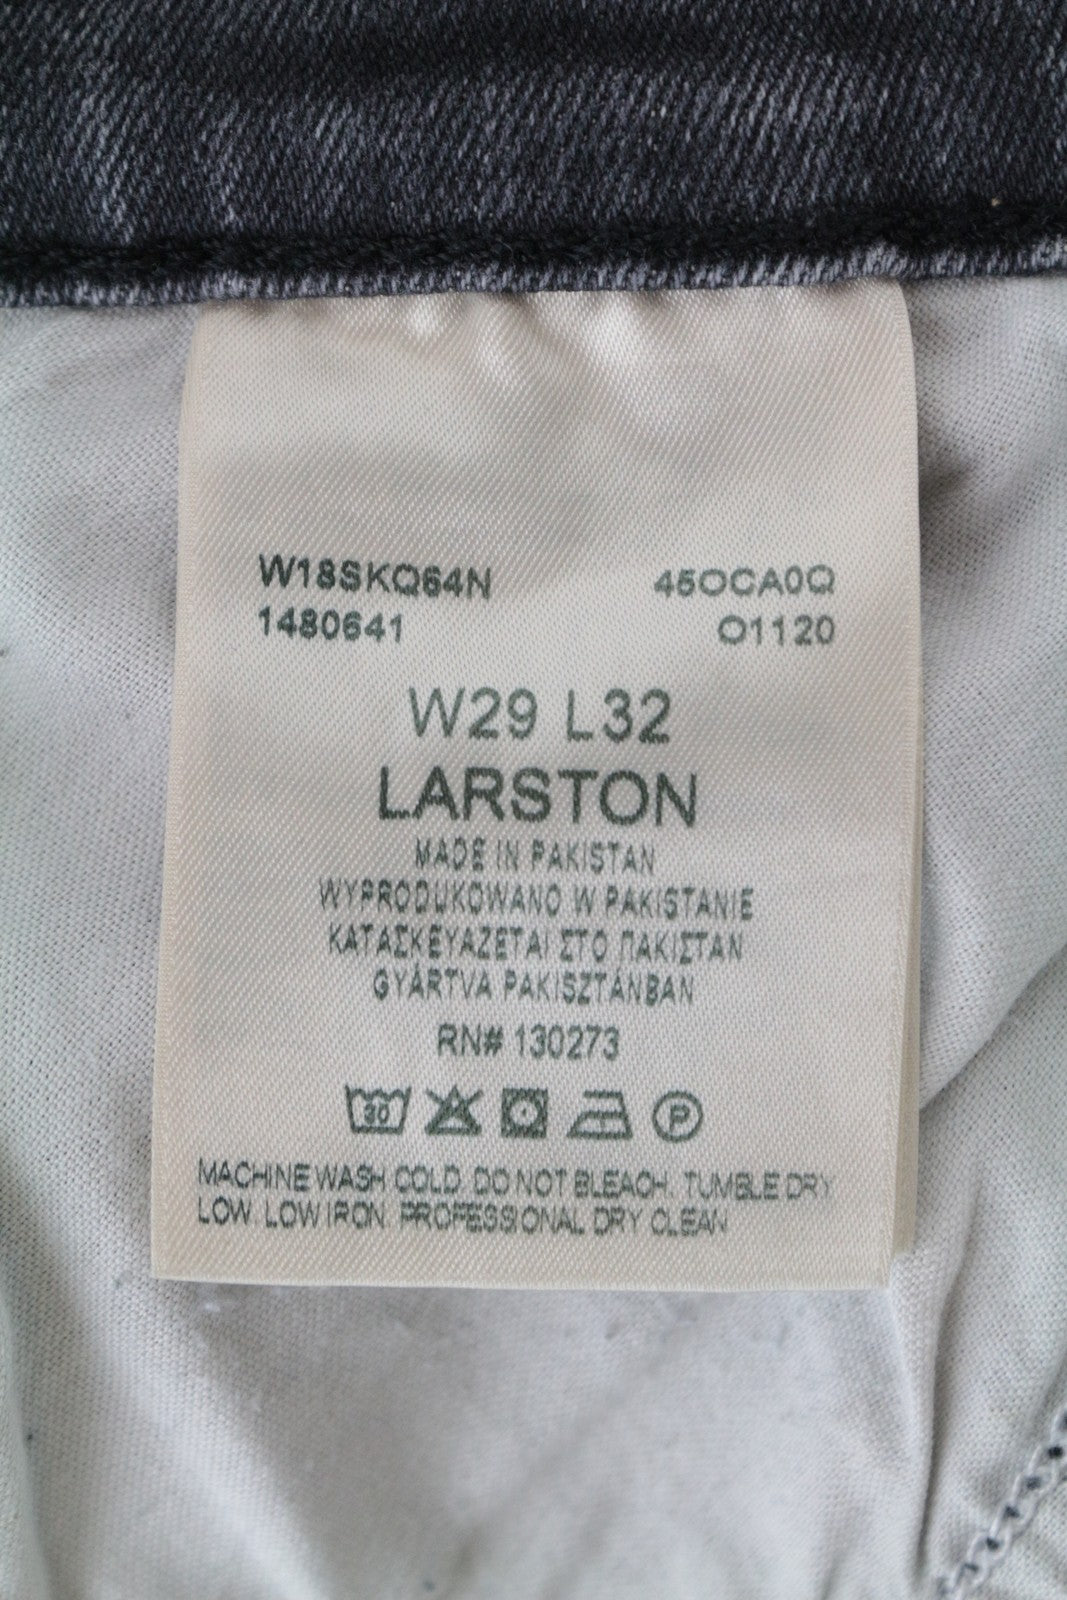 W18SKQ64N 45OCA0Q
1480641 O1120
W29 L32
LARSTON
MADE IN PAKISTAN
WYPRODUKOWANO W PAKISTANIE
ΚΑΤΑΣΚΕΥΑΖΕΤΑΙ ΣΤΟ ΠΑΚΙΣΤΑΝ
GYÁRTVA PAKISZTÁNBAN
RN# 130273
30 P
MACHINE WASH COLD. DO NOT BLEACH. TUMBLE DRY
LOW. LOW IRON. PROFESSIONAL DRY CLEAN